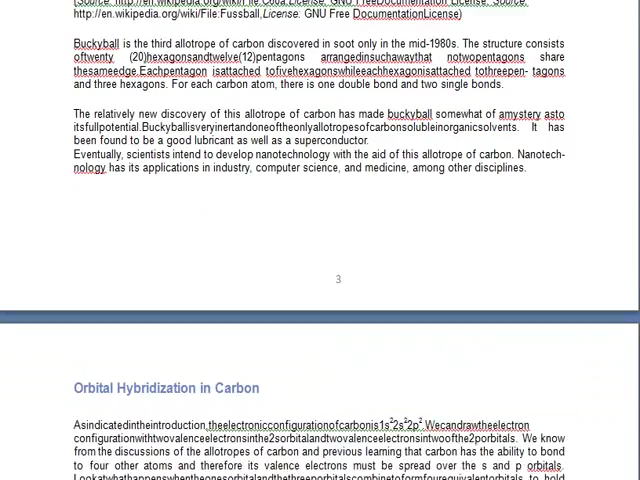 (Source: http://en.wikipedia.org/wiki/File:C60a,License: GNU FreeDocumentation License. Source:
http://en.wikipedia.org/wiki/File:Fussball,License: GNU Free DocumentationLicense)
Buckyball is the third allotrope of carbon discovered in soot only in the mid-1980s. The structure consists
oftwenty (20)hexagonsandtwelve(12)pentagons arrangedinsuchawaythat notwopentagons share
thesameedge.Eachpentagon isattached tofivehexagonswhileeachhexagonisattached tothreepen- tagons
and three hexagons. For each carbon atom, there is one double bond and two single bonds.
The relatively new discovery of this allotrope of carbon has made buckyball somewhat of amystery asto
itsfullpotential.Buckyballisveryinertandoneoftheonlyallotropesofcarbonsolubleinorganicsolvents. It has
been found to be a good lubricant as well as a superconductor.
Eventually, scientists intend to develop nanotechnology with the aid of this allotrope of carbon. Nanotech-
nology has its applications in industry, computer science, and medicine, among other disciplines.
3
Orbital Hybridization in Carbon
Asindicatedintheintroduction,theelectronicconfigurationofcarbonis1s²2s²2p².Wecandrawtheelectron
configurationwithtwovalenceelectronsinthe2sorbitalandtwovalenceelectronsintwoofthe2porbitals. We know
from the discussions of the allotropes of carbon and previous learning that carbon has the ability to bond
to four other atoms and therefore its valence electrons must be spread over the s and p orbitals.
Lookatwhathappenswhentheonesorbitalandthethreeporbitalscombinetoformfourequivalentorbitals to hold